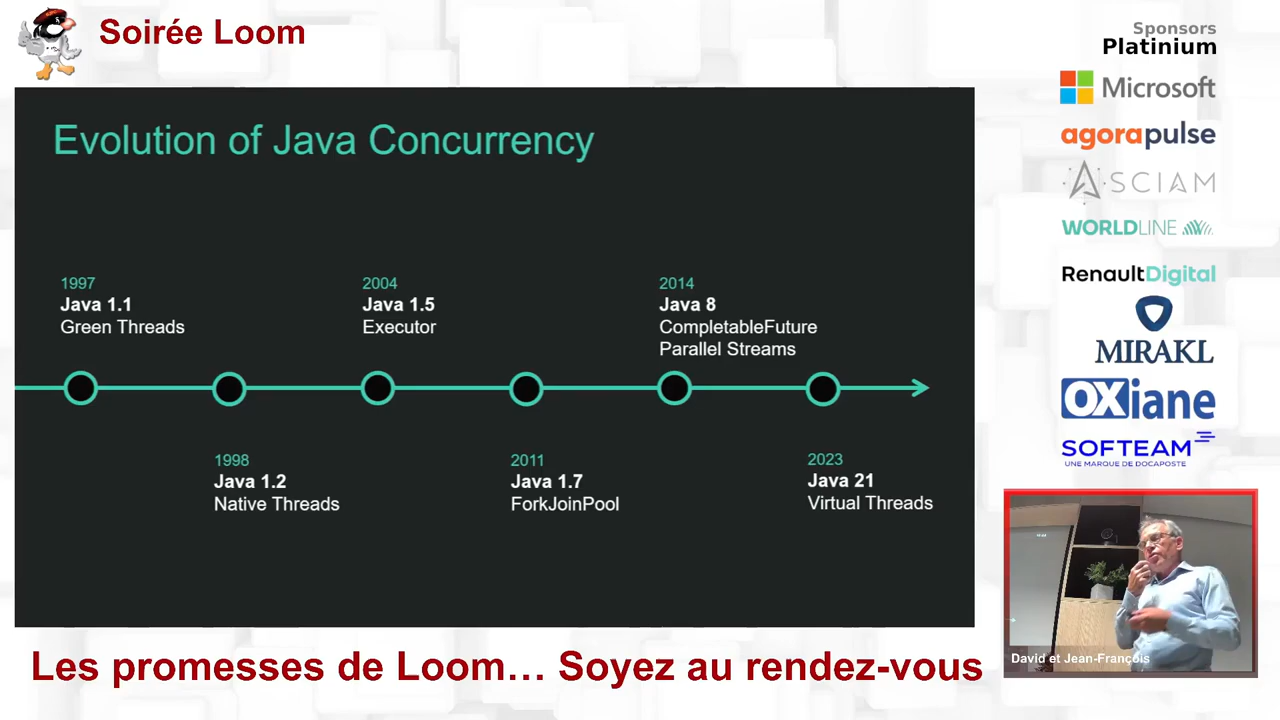 Soirée Loom
Evolution of Java Concurrency
1997
Java 1.1
Green Threads
2004
Java 1.5
Executor
2014
Java 8
CompletableFuture
Parallel Streams
1998
Java 1.2
Native Threads
2011
Java 1.7
ForkJoinPool
2023
Java 21
Virtual Threads
Les promesses de Loom… Soyez au rendez-vous
Sponsors
Platinium
Microsoft
agorapulse
ASCIAM
WORLDLINE
RenaultDigital
MIRAKL
OXiane
SOFTEAM
UNE MARQUE DE DOCAPOSTE
David et Jean-François